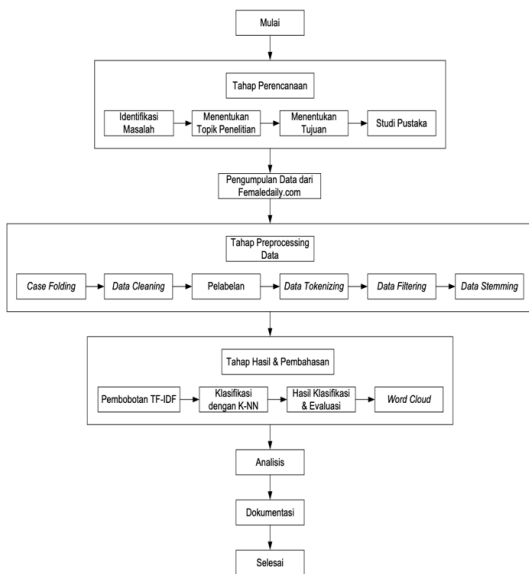 Mulai
Tahap Perencanaan
Identifikasi
Masalah
Menentukan
Topik Penelitian
Menentukan
Tujuan
Studi Pustaka
Pengumpulan Data dari
Femaledaily.com
Tahap Preprocessing
Data
Case Folding
Data Cleaning
Pelabelan
Data Tokenizing
Data Filtering
Data Stemming
Tahap Hasil & Pembahasan
Pembobotan TF-IDF
Klasifikasi
dengan K-NN
Hasil Klasifikasi
& Evaluasi
Word Cloud
Analisis
Dokumentasi
Selesai